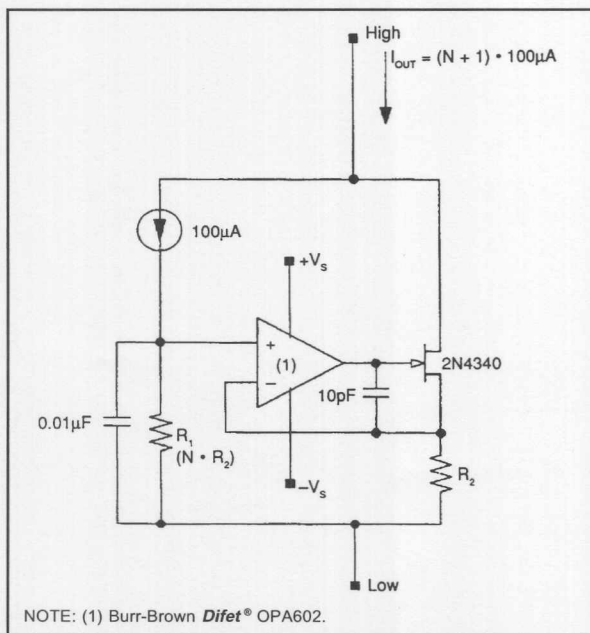 High
I_OUT = (N + 1) • 100µA
100µA
+V_s
+
(1)
–
2N4340
10pF
0.01µF
R_1
(N • R_2)
R_2
–V_s
Low
NOTE: (1) Burr-Brown Difet® OPA602.